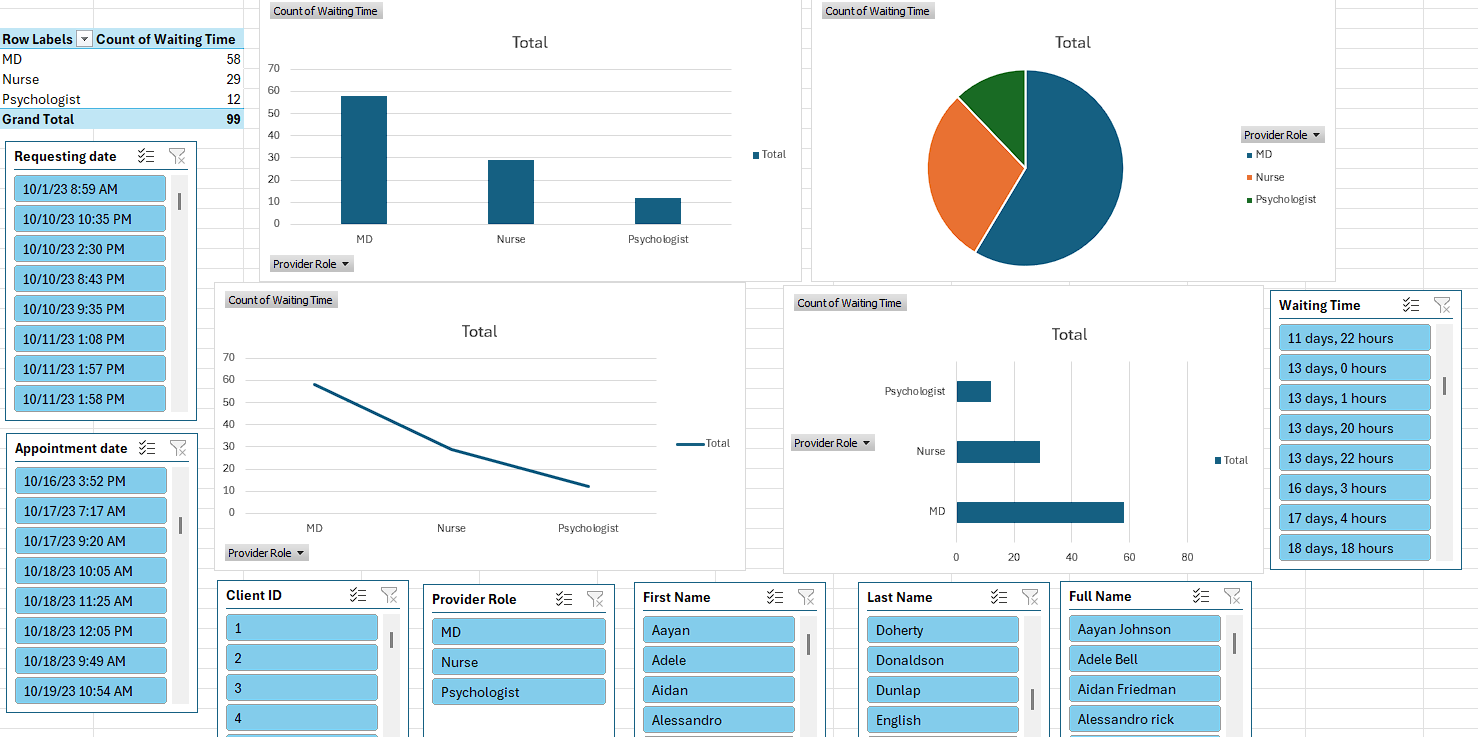 Row Labels Count of Waiting Time
MD 58
Nurse 29
Psychologist 12
Grand Total 99
Count of Waiting Time
Total
70
60
50
40
30
20
10
0
MD Nurse Psychologist
Total
Provider Role
Count of Waiting Time
Total
Provider Role
MD
Nurse
Psychologist
Requesting date
10/1/23 8:59 AM
10/10/23 10:35 PM
10/10/23 2:30 PM
10/10/23 8:43 PM
10/10/23 9:35 PM
10/11/23 1:08 PM
10/11/23 1:57 PM
10/11/23 1:58 PM
Count of Waiting Time
Total
70
60
50
40
30
20
10
0
MD Nurse Psychologist
Total
Provider Role
Count of Waiting Time
Total
Psychologist
Nurse
MD
0 20 40 60 80
Provider Role
Total
Waiting Time
11 days, 22 hours
13 days, 0 hours
13 days, 1 hours
13 days, 20 hours
13 days, 22 hours
16 days, 3 hours
17 days, 4 hours
18 days, 18 hours
Appointment date
10/16/23 3:52 PM
10/17/23 7:17 AM
10/17/23 9:20 AM
10/18/23 10:05 AM
10/18/23 11:25 AM
10/18/23 12:05 PM
10/18/23 9:49 AM
10/19/23 10:54 AM
Client ID
1
2
3
4
Provider Role
MD
Nurse
Psychologist
First Name
Aayan
Adele
Aidan
Alessandro
Last Name
Doherty
Donaldson
Dunlap
English
Full Name
Aayan Johnson
Adele Bell
Aidan Friedman
Alessandro rick